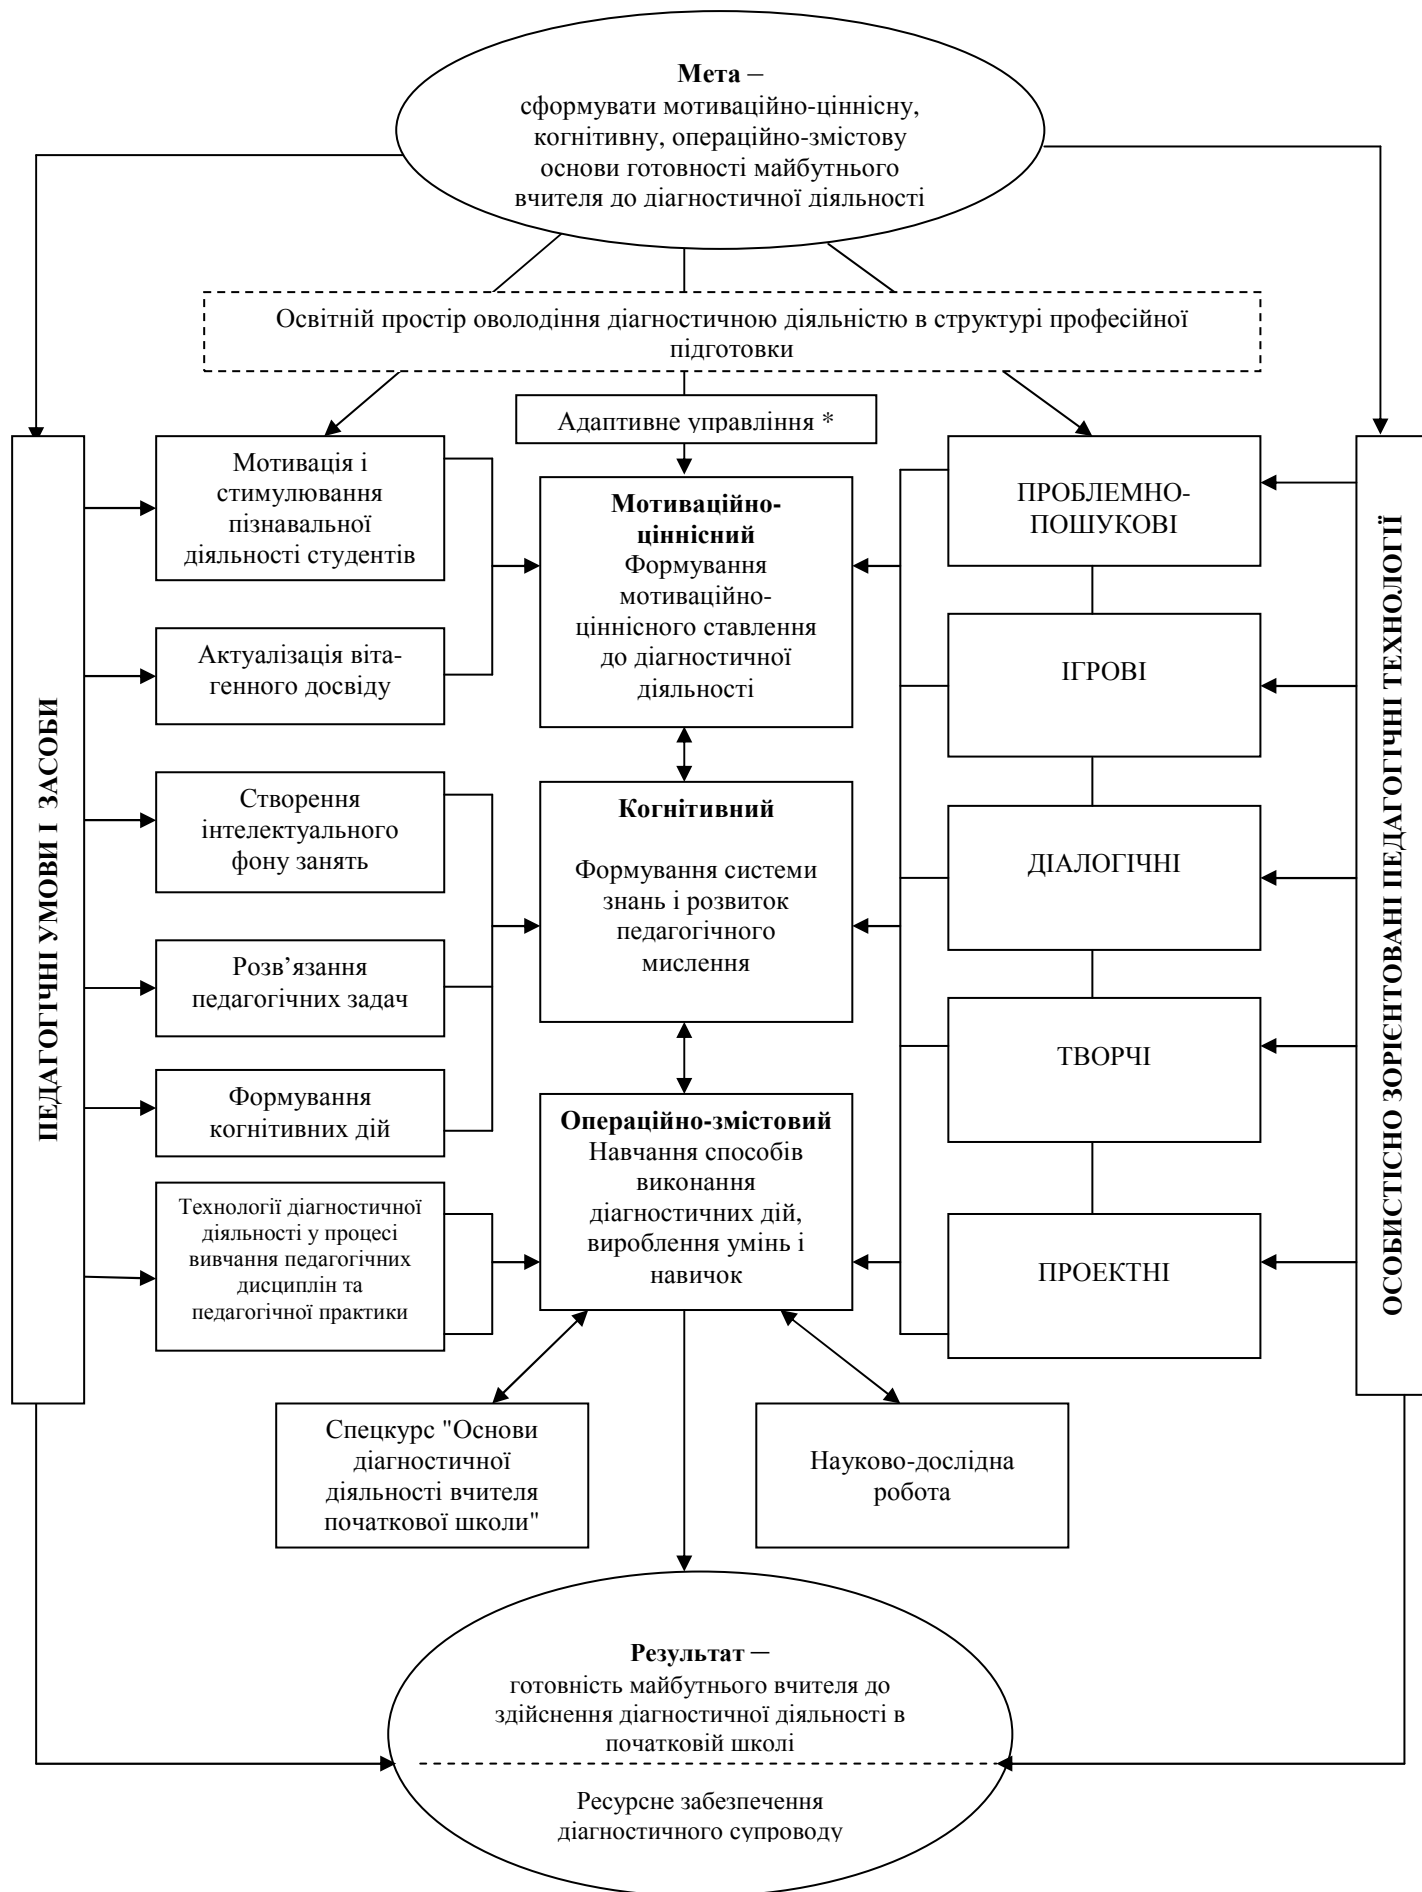 Мета –
сформувати мотиваційно-ціннісну,
когнітивну, операційно-змістову
основи готовності майбутнього
вчителя до діагностичної діяльності
Освітній простір оволодіння діагностичною діяльністю в структурі професійної
підготовки
Адаптивне управління *
ПЕДАГОГІЧНІ УМОВИ І ЗАСОБИ
Мотивація і
стимулювання
пізнавальної
діяльності студентів
Актуалізація віта-
генного досвіду
Створення
інтелектуального
фону занять
Розв’язання
педагогічних задач
Формування
когнітивних дій
Технології діагностичної
діяльності у процесі
вивчання педагогічних
дисциплін та
педагогічної практики
Мотиваційно-
ціннісний
Формування
мотиваційно-
ціннісного ставлення
до діагностичної
діяльності
Когнітивний
Формування системи
знань і розвиток
педагогічного
мислення
Операційно-змістовий
Навчання способів
виконання
діагностичних дій,
вироблення умінь і
навичок
ПРОБЛЕМНО-
ПОШУКОВІ
ІГРОВІ
ДІАЛОГІЧНІ
ТВОРЧІ
ПРОЕКТНІ
ОСОБИСТІСНО ЗОРІЄНТОВАНІ ПЕДАГОГІЧНІ ТЕХНОЛОГІЇ
Спецкурс "Основи
діагностичної
діяльності вчителя
початкової школи"
Науково-дослідна
робота
Результат –
готовність майбутнього вчителя до
здійснення діагностичної діяльності в
початковій школі
Ресурсне забезпечення
діагностичного супроводу